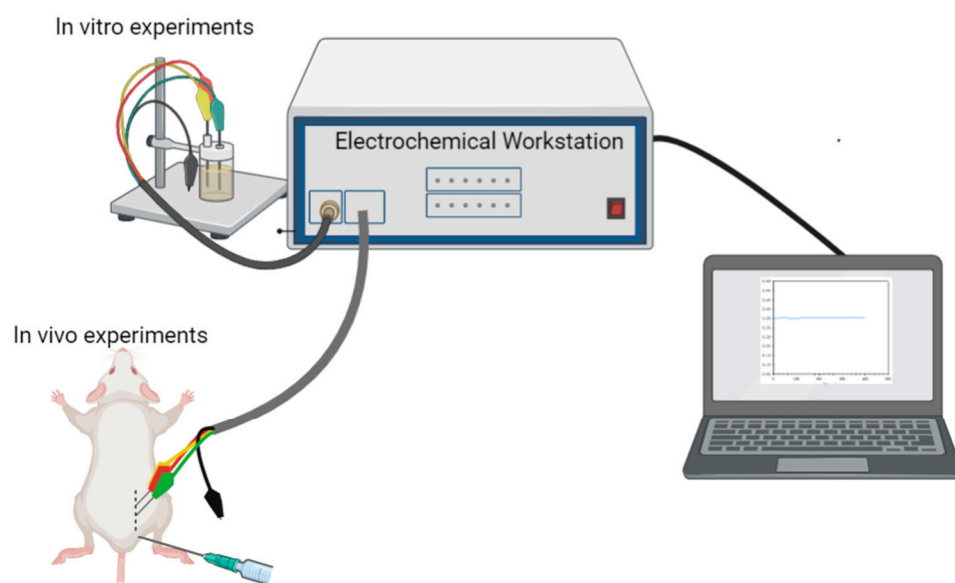 In vitro experiments
Electrochemical Workstation
In vivo experiments